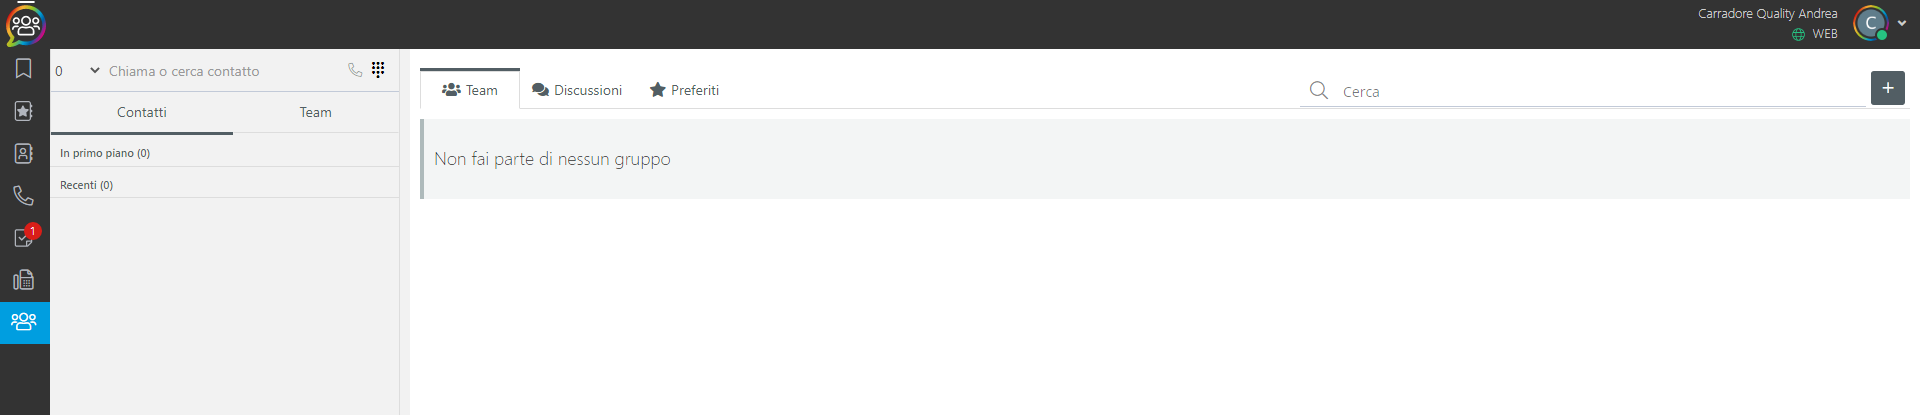 Carradore Quality Andrea
WEB
C
0 Chiama o cerca contatto
Contatti Team
In primo piano (0)
Recenti (0)
1
Team Discussioni Preferiti
Cerca
+
Non fai parte di nessun gruppo